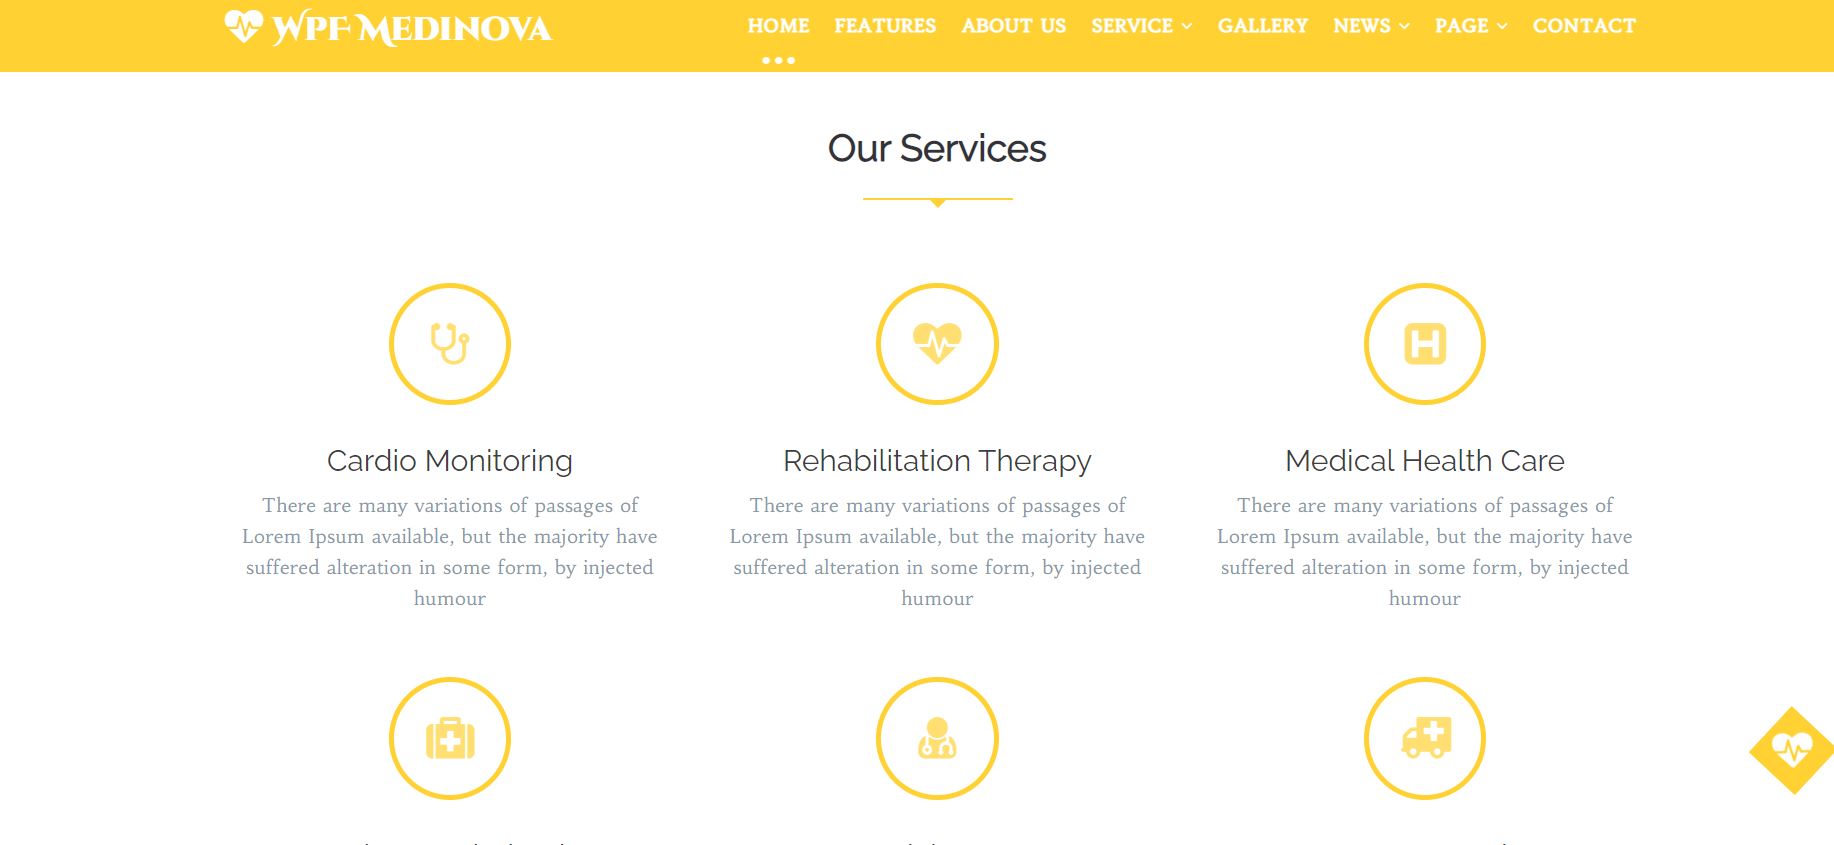 WPF MEDINOVA
HOME FEATURES ABOUT US SERVICE GALLERY NEWS PAGE CONTACT
Our Services
H
Cardio Monitoring
There are many variations of passages of
Lorem Ipsum available, but the majority have
suffered alteration in some form, by injected
humour
Rehabilitation Therapy
There are many variations of passages of
Lorem Ipsum available, but the majority have
suffered alteration in some form, by injected
humour
Medical Health Care
There are many variations of passages of
Lorem Ipsum available, but the majority have
suffered alteration in some form, by injected
humour